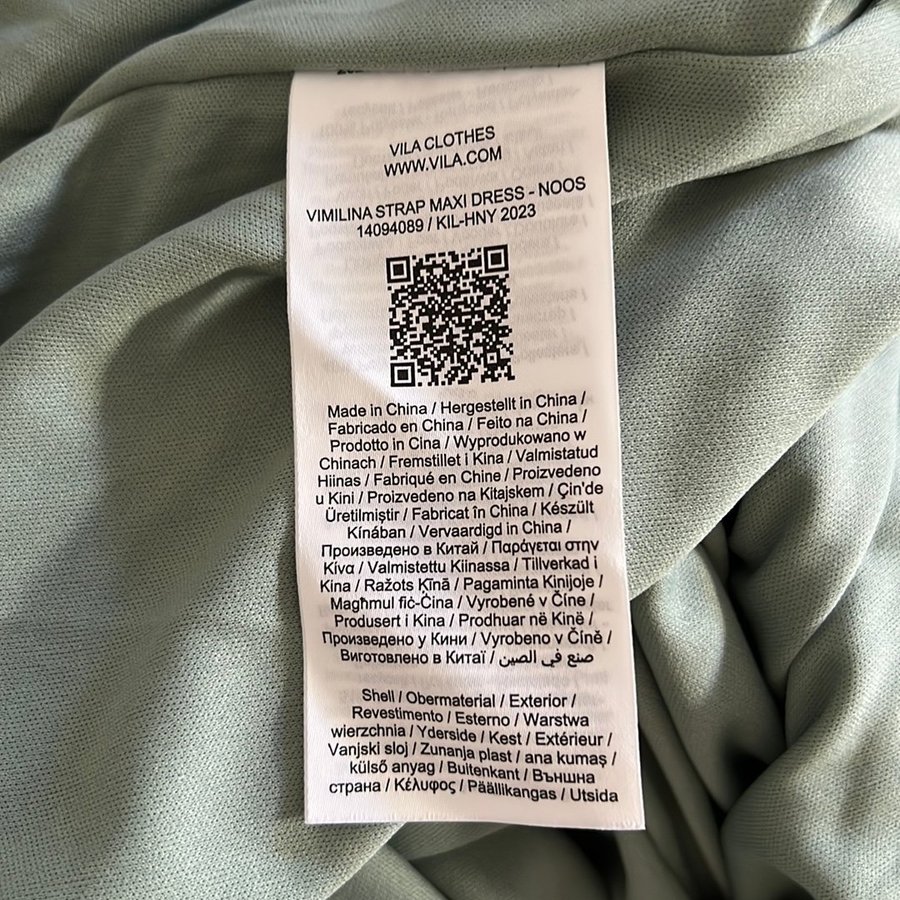 VILA CLOTHES
WWW.VILA.COM
VIMILINA STRAP MAXI DRESS - NOOS
14094089 / KIL-HNY 2023
Made in China / Hergestellt in China /
Fabricado en China / Feito na China /
Prodotto in Cina / Wyprodukowano w
Chinach / Fremstillet i Kina / Valmistatud
Hiinas / Fabriqué en Chine / Proizvedeno
u Kini / Proizvedeno na Kitajskem / Çin'de
Üretilmiştir / Fabricat în China / Készült
Kínában / Vervaardigd in China /
Произведено в Китай / Παράγεται στην
Κίνα / Valmistettu Kiinassa / Tillverkad i
Kina / Ražots Ķīnā / Pagaminta Kinijoje /
Magħmul fiċ-Ċina / Vyrobené v Číne /
Produsert i Kina / Prodhuar në Kinë /
Произведено у Кини / Vyrobeno v Číně /
Виготовлено в Китаї / صنع في الصين
Shell / Obermaterial / Exterior /
Revestimento / Esterno / Warstwa
wierzchnia / Yderside / Kest / Extérieur /
Vanjski sloj / Zunanja plast / ana kumaş /
külső anyag / Buitenkant / Външна
страна / Κέλυφος / Päällikangas / Utsida